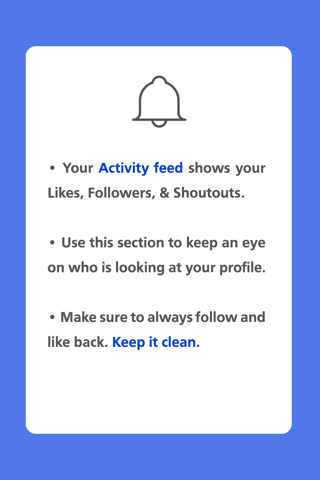 • Your Activity feed shows your
Likes, Followers, & Shoutouts.
• Use this section to keep an eye
on who is looking at your profile.
• Make sure to always follow and
like back. Keep it clean.